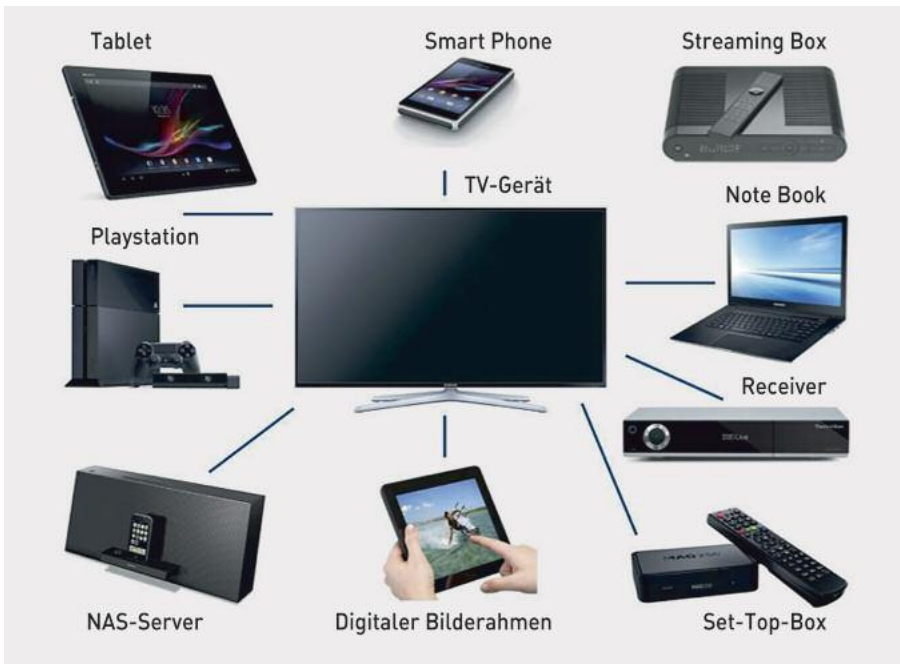 Tablet
Smart Phone
Streaming Box
TV-Gerät
Note Book
Playstation
Receiver
NAS-Server
Digitaler Bilderahmen
Set-Top-Box